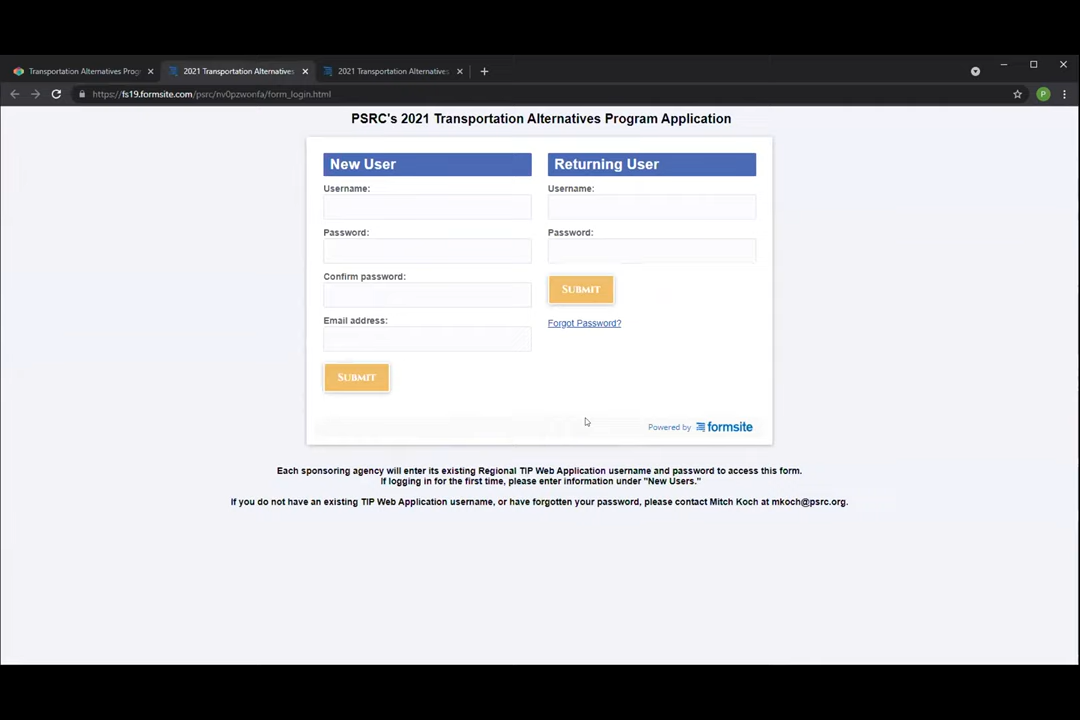 Transportation Alternatives Prog
2021 Transportation Alternatives
2021 Transportation Alternatives
https://fs19.formsite.com/psrc/nv0pzwonfa/form_login.html
P
PSRC's 2021 Transportation Alternatives Program Application
New User
Username:
Password:
Confirm password:
Email address:
SUBMIT
Returning User
Username:
Password:
SUBMIT
Forgot Password?
Powered by formsite
Each sponsoring agency will enter its existing Regional TIP Web Application username and password to access this form.
If logging in for the first time, please enter information under "New Users."
If you do not have an existing TIP Web Application username, or have forgotten your password, please contact Mitch Koch at mkoch@psrc.org.